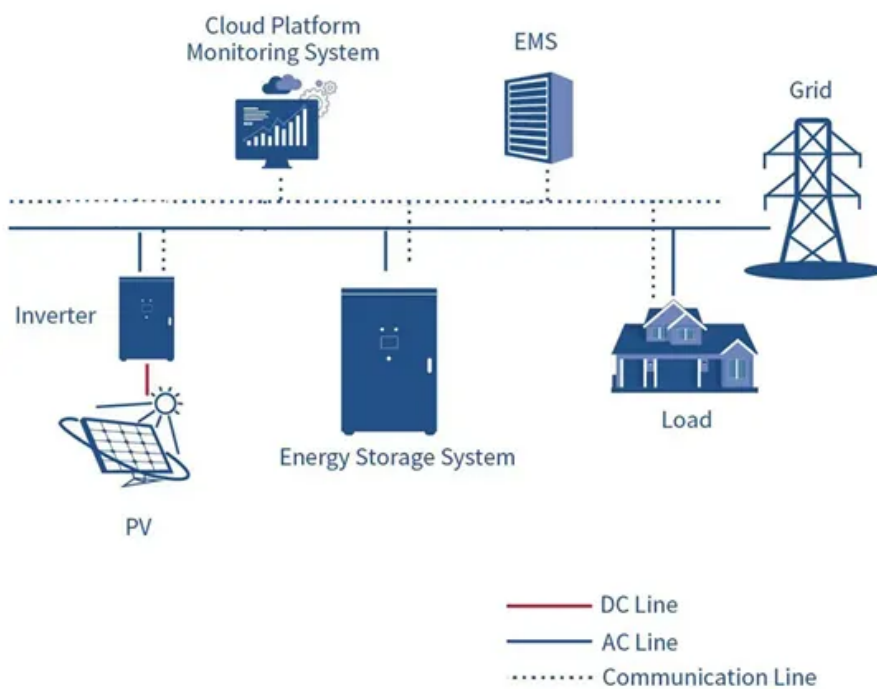 Cloud Platform
Monitoring System
EMS
Grid
Inverter
Load
Energy Storage System
PV
DC Line
AC Line
Communication Line